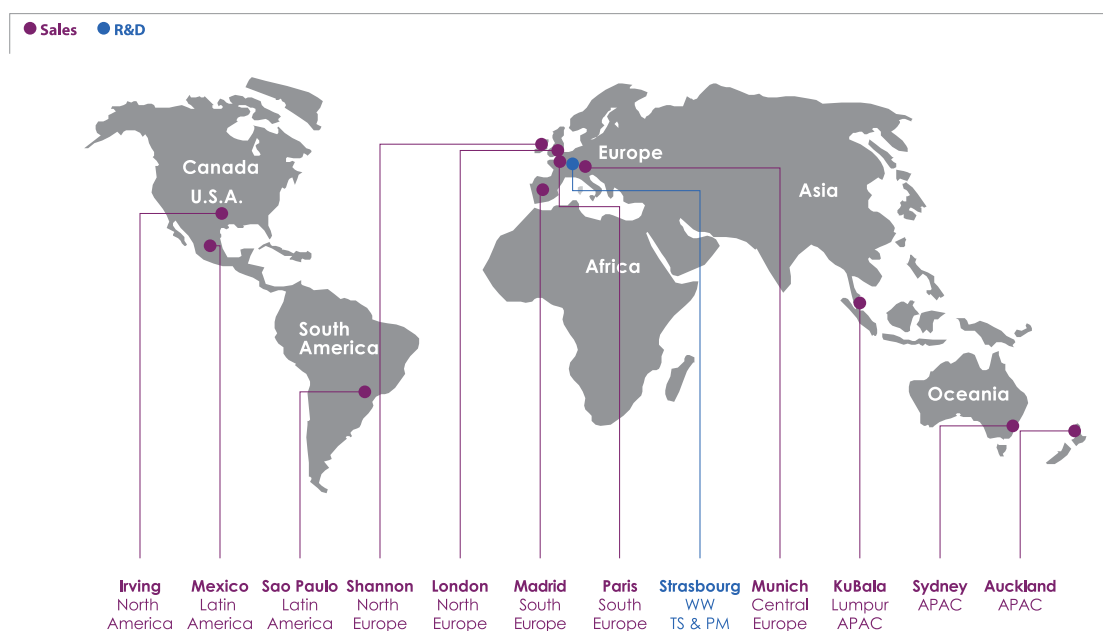 Sales R&D
Canada
U.S.A.
Europe
Asia
Africa
South
America
Oceania
Irving
North
America
Mexico
Latin
America
Sao Paulo
Latin
America
Shannon
North
Europe
London
North
Europe
Madrid
South
Europe
Paris
South
Europe
Strasbourg
WW
TS & PM
Munich
Central
Europe
KuBala
Lumpur
APAC
Sydney
APAC
Auckland
APAC